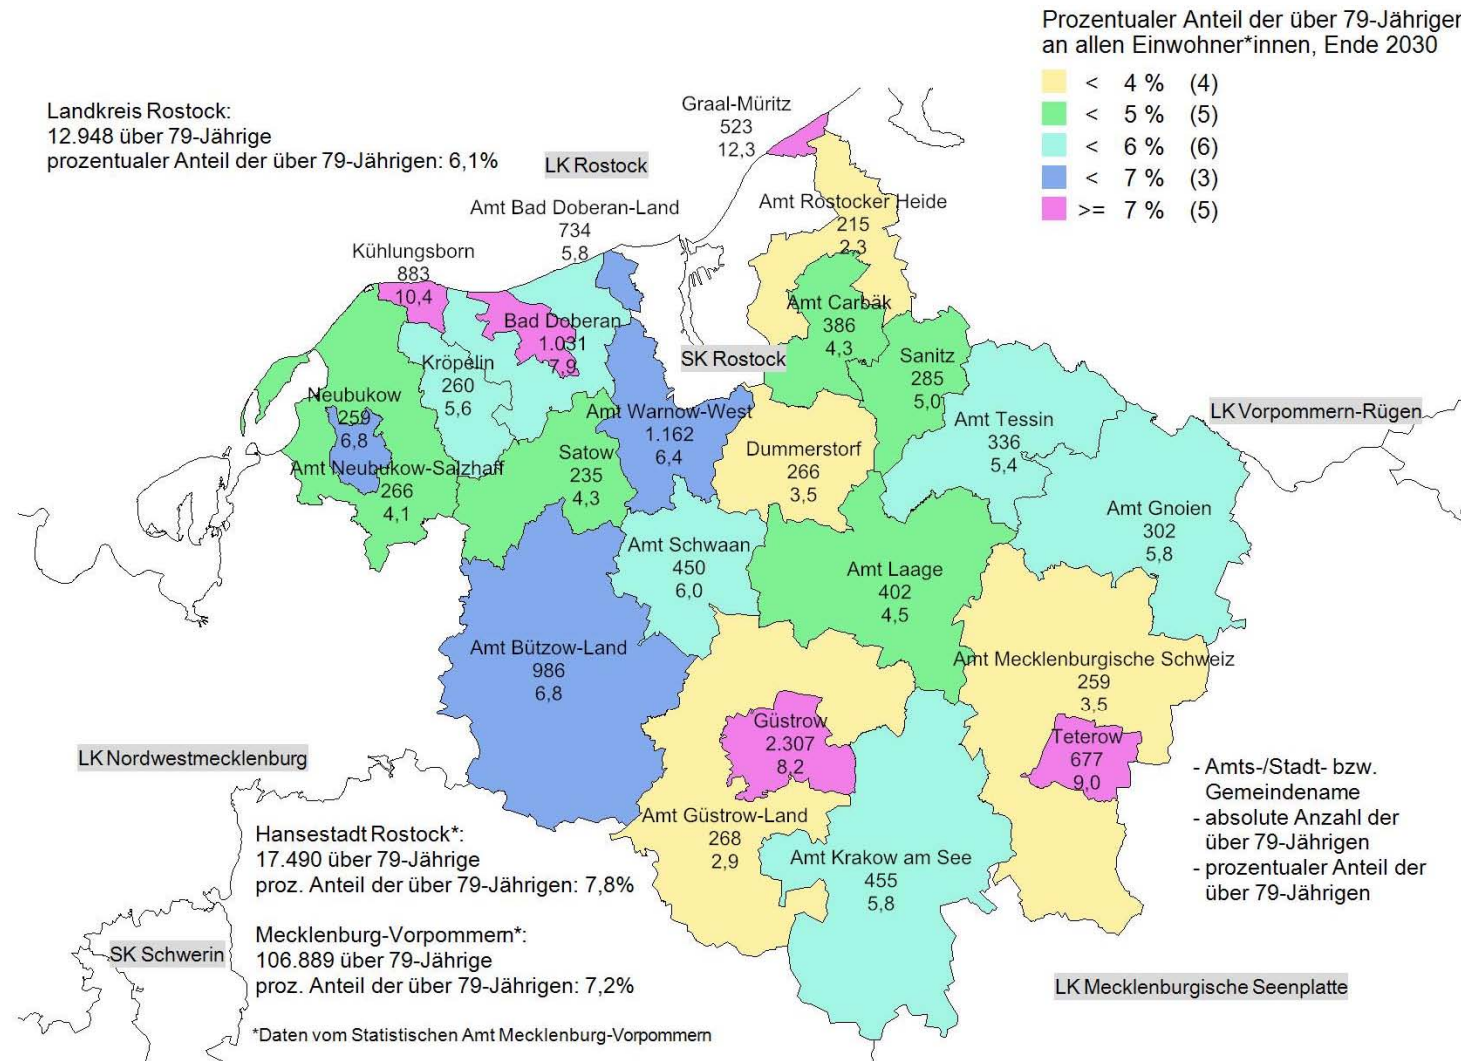 Prozentualer Anteil der über 79-Jähriger
an allen Einwohner*innen, Ende 2030
< 4 % (4)
< 5 % (5)
< 6 % (6)
< 7 % (3)
>= 7 % (5)
Landkreis Rostock:
12.948 über 79-Jährige
prozentualer Anteil der über 79-Jährigen: 6,1%
Graal-Müritz
523
12,3
LK Rostock
Amt Bad Doberan-Land
734
5,8
Amt Rostocker Heide
215
2,3
Kühlungsborn
883
10,4
Bad Doberan
1.031
7,9
Amt Carbäk
386
4,3
SK Rostock
Sanitz
285
5,0
Kröpelin
260
5,6
Neubukow
259
6,8
Amt Warnow-West
1.162
6,4
Amt Tessin
336
5,4
LK Vorpommern-Rügen
Dummerstorf
266
3,5
Satow
235
4,3
Amt Neubukow-Salzhaff
266
4,1
Amt Gnoien
302
5,8
Amt Schwaan
450
6,0
Amt Laage
402
4,5
Amt Bützow-Land
986
6,8
Amt Mecklenburgische Schweiz
259
3,5
Güstrow
2.307
8,2
Teterow
677
9,0
LK Nordwestmecklenburg
Amt Güstrow-Land
268
2,9
Amt Krakow am See
455
5,8
- Amts-/Stadt- bzw.
Gemeindename
- absolute Anzahl der
über 79-Jährigen
- prozentualer Anteil der
über 79-Jährigen
Hansestadt Rostock*:
17.490 über 79-Jährige
proz. Anteil der über 79-Jährigen: 7,8%
Mecklenburg-Vorpommern*:
106.889 über 79-Jährige
proz. Anteil der über 79-Jährigen: 7,2%
SK Schwerin
LK Mecklenburgische Seenplatte
*Daten vom Statistischen Amt Mecklenburg-Vorpommern